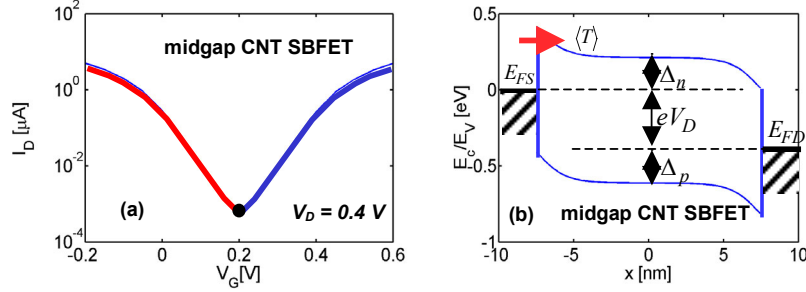 10²
midgap CNT SBFET
10⁰
I_D [μA]
10⁻²
(a)
V_D = 0.4 V
10⁻⁴
-0.2
0
0.2
0.4
0.6
V_G[V]
0.5
⟨T⟩
E_FS
Δ_n
0
E_c/E_V [eV]
eV_D
E_FD
-0.5
Δ_p
(b)
midgap CNT SBFET
-1
-10
-5
0
5
10
x [nm]